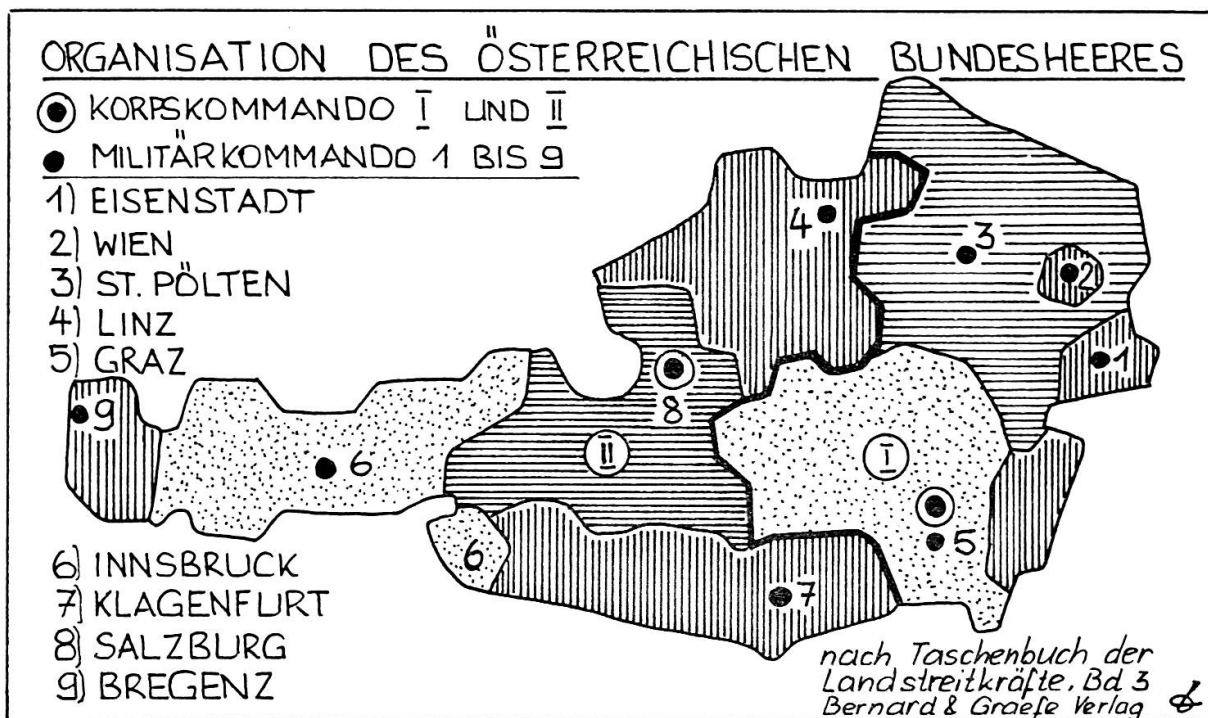 ORGANISATION DES ÖSTERREICHISCHEN BUNDESHEERES
KORPSKOMMANDO I UND II
MILITÄRKOMMANDO 1 BIS 9
1) EISENSTADT
2) WIEN
3) ST. PÖLTEN
4) LINZ
5) GRAZ
4
3
2
1
9
8
6
II
I
5
6
7
6) INNSBRUCK
7) KLAGENFURT
8) SALZBURG
9) BREGENZ
nach Taschenbuch der
Landstreitkräfte. Bd 3
Bernard & Graefe Verlag